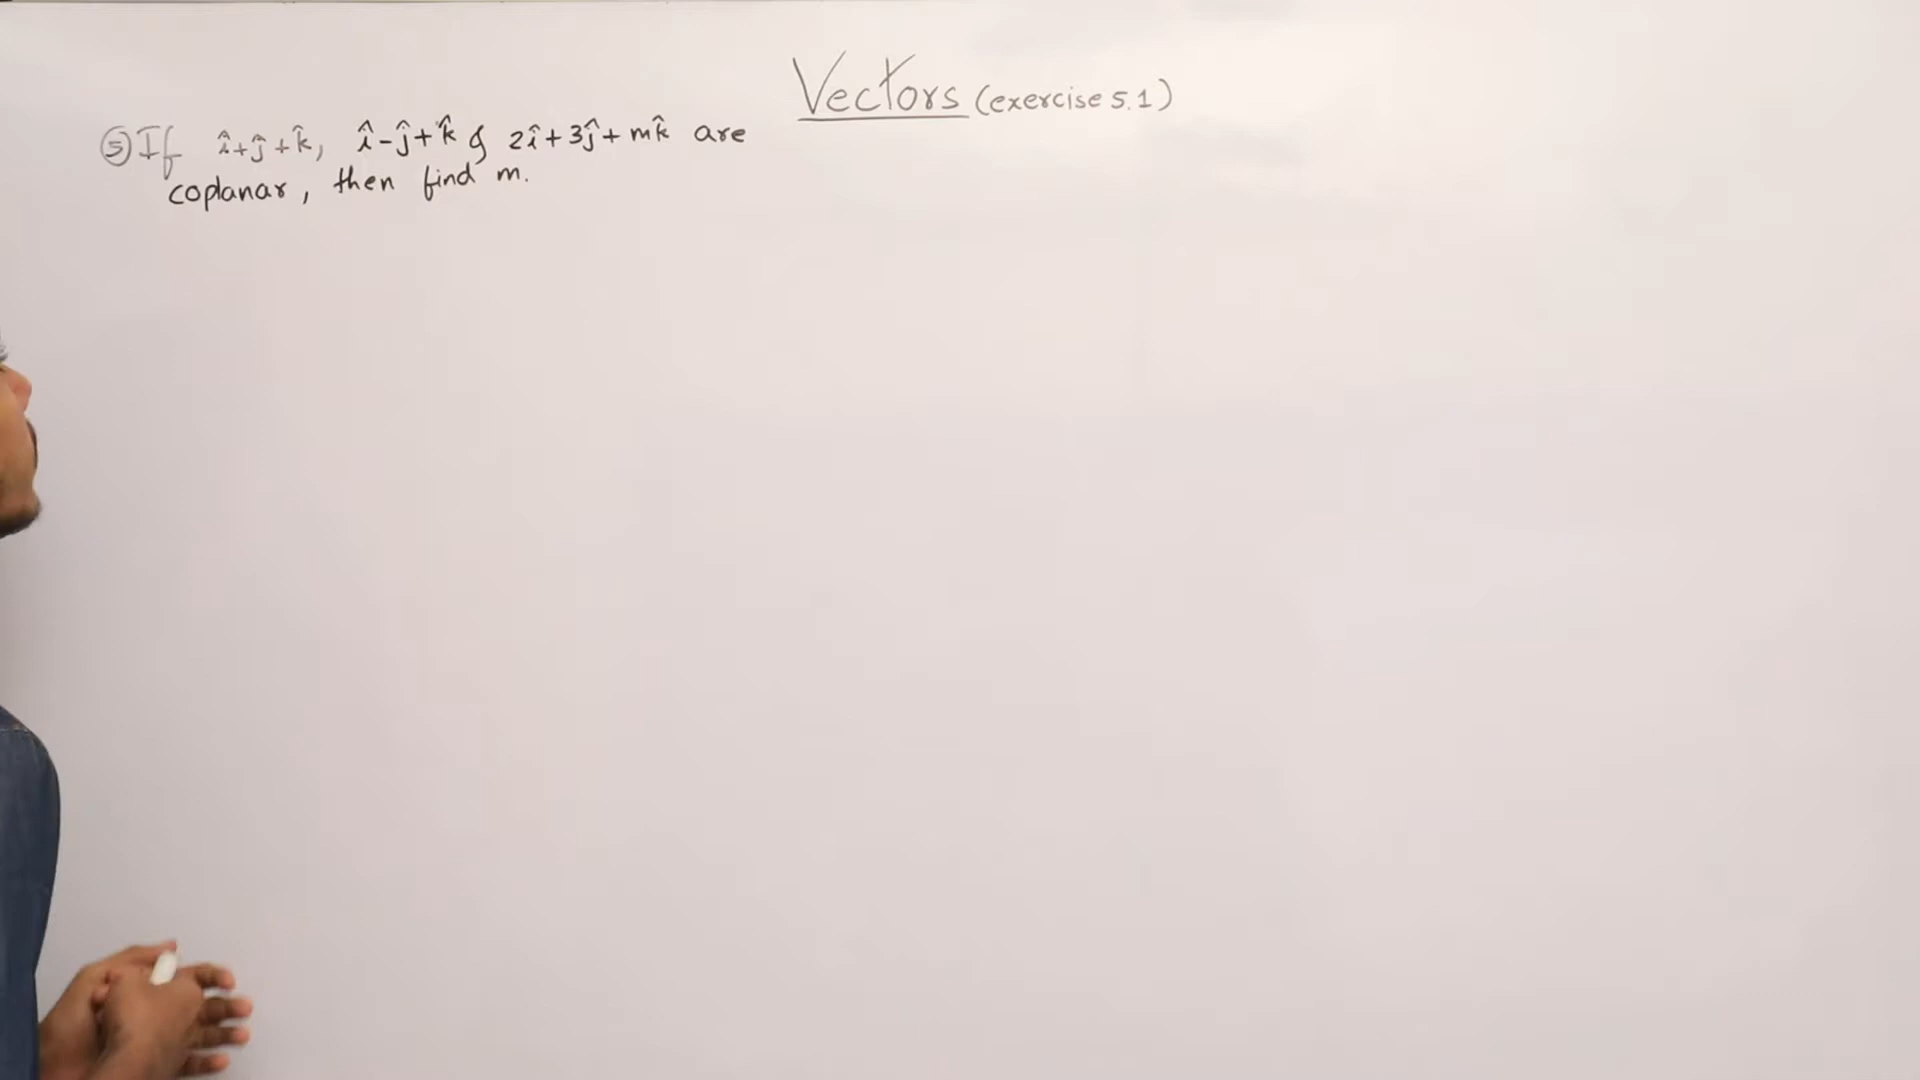 Vectors (exercise 5.1)
⑤ If î+ĵ+k̂, î-ĵ+k̂ & 2î+3ĵ+mk̂ are
coplanar, then find m.